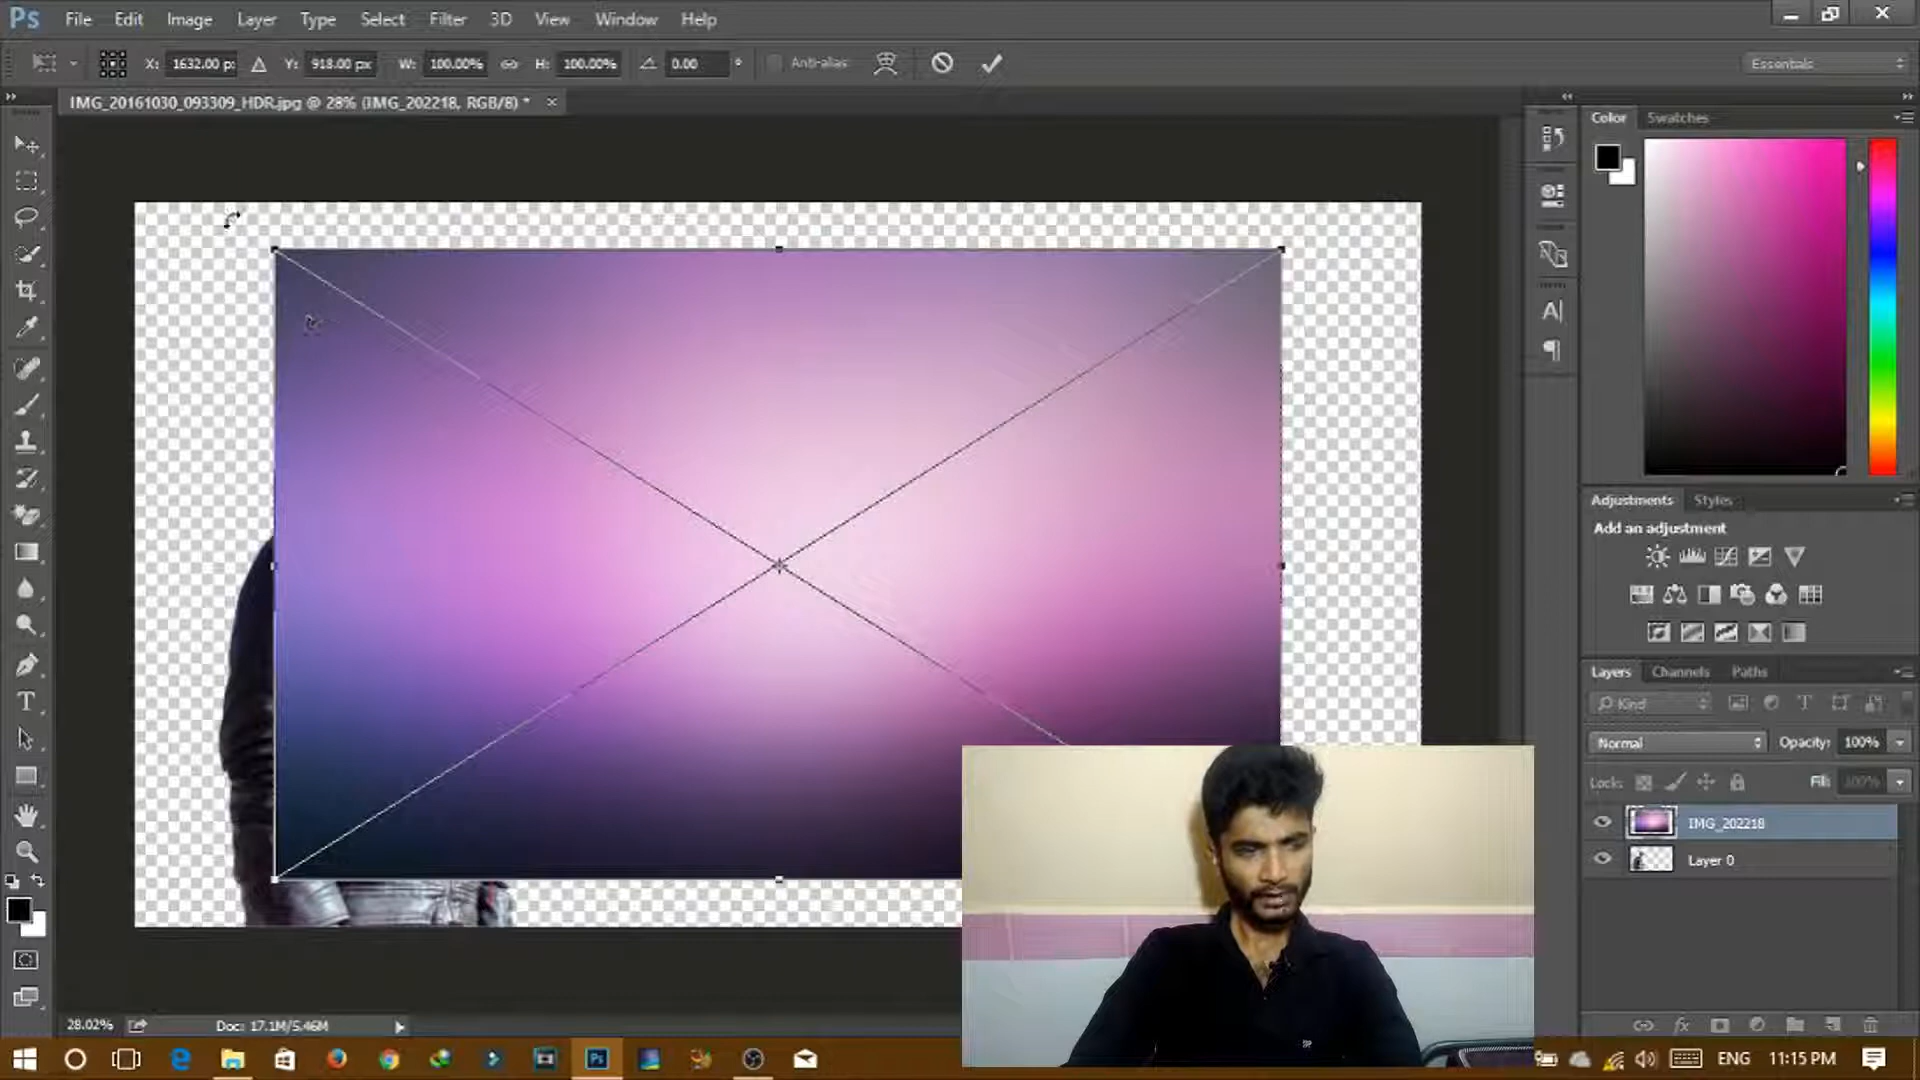 Ps File Edit Image Layer Type Select Filter 3D View Window Help
X: 1632.00 p: Y: 918.00 px W: 100.00% H: 100.00% 0.00 ° Anti-alias Essentials
IMG_20161030_093309_HDR.jpg @ 28% (IMG_202218, RGB/8) *
Color Swatches
Adjustments Styles
Add an adjustment
Layers Channels Paths
Kind
Normal Opacity: 100%
Lock: Fill: 100%
IMG_202218
Layer 0
28.02% Doc: 17.1M/5.46M
Ps ENG 11:15 PM